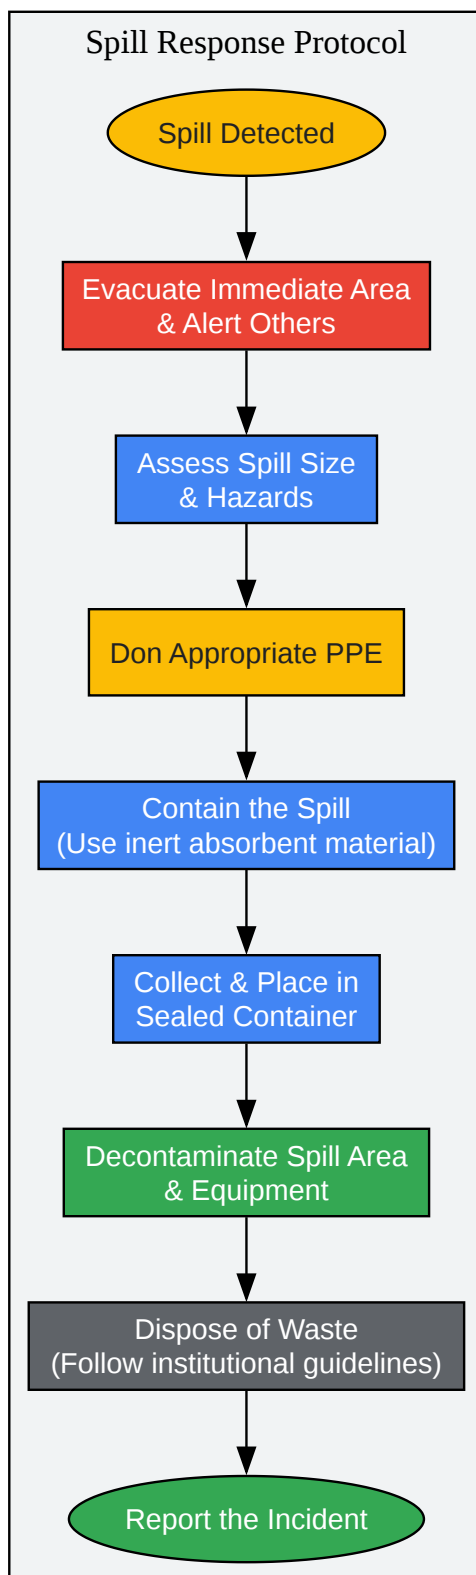 Spill Response Protocol
Spill Detected
Evacuate Immediate Area
& Alert Others
Assess Spill Size
& Hazards
Don Appropriate PPE
Contain the Spill
(Use inert absorbent material)
Collect & Place in
Sealed Container
Decontaminate Spill Area
& Equipment
Dispose of Waste
(Follow institutional guidelines)
Report the Incident